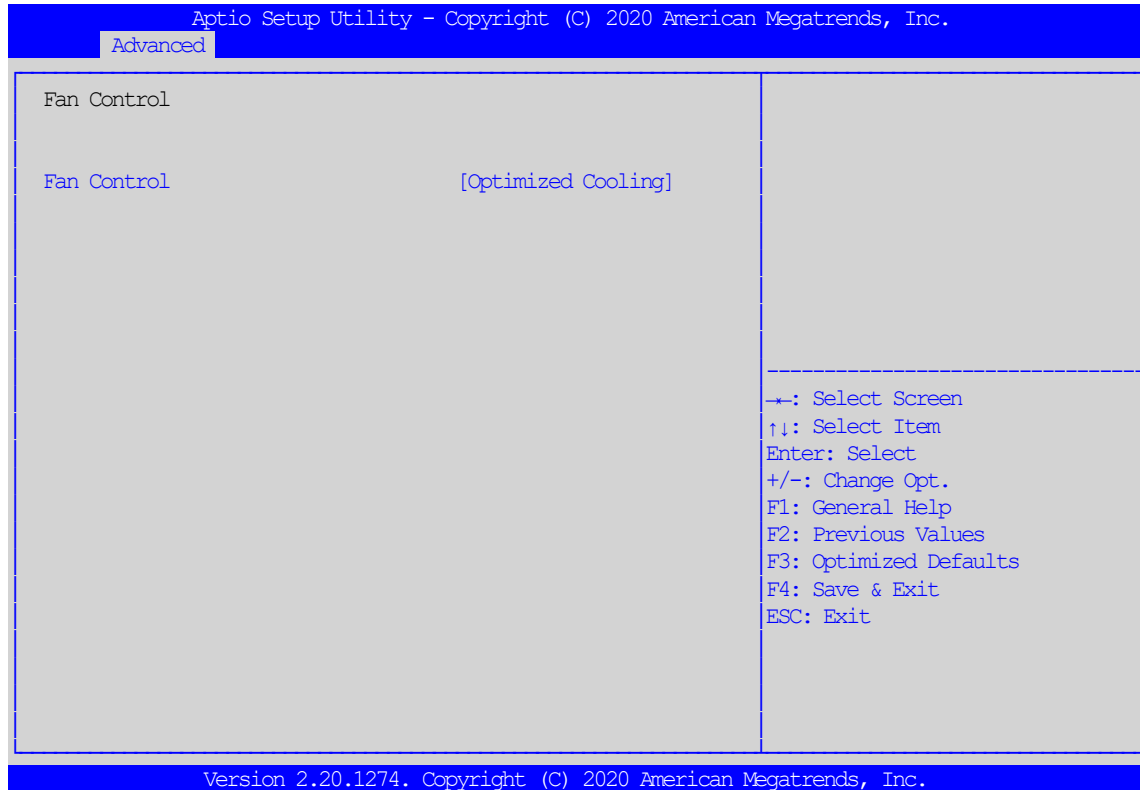 Aptio Setup Utility - Copyright (C) 2020 American Megatrends, Inc.
Advanced
Fan Control
Fan Control [Optimized Cooling]
→←: Select Screen
↑↓: Select Item
Enter: Select
+/-: Change Opt.
F1: General Help
F2: Previous Values
F3: Optimized Defaults
F4: Save & Exit
ESC: Exit
Version 2.20.1274. Copyright (C) 2020 American Megatrends, Inc.